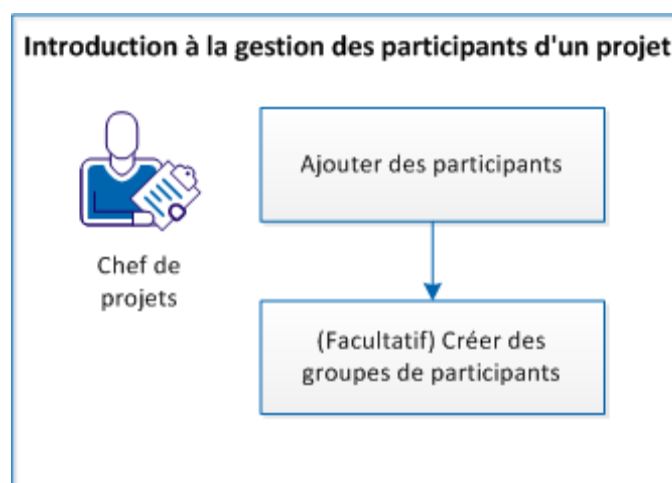 Introduction à la gestion des participants d'un projet
Ajouter des participants
Chef de
projets
(Facultatif) Créer des
groupes de participants